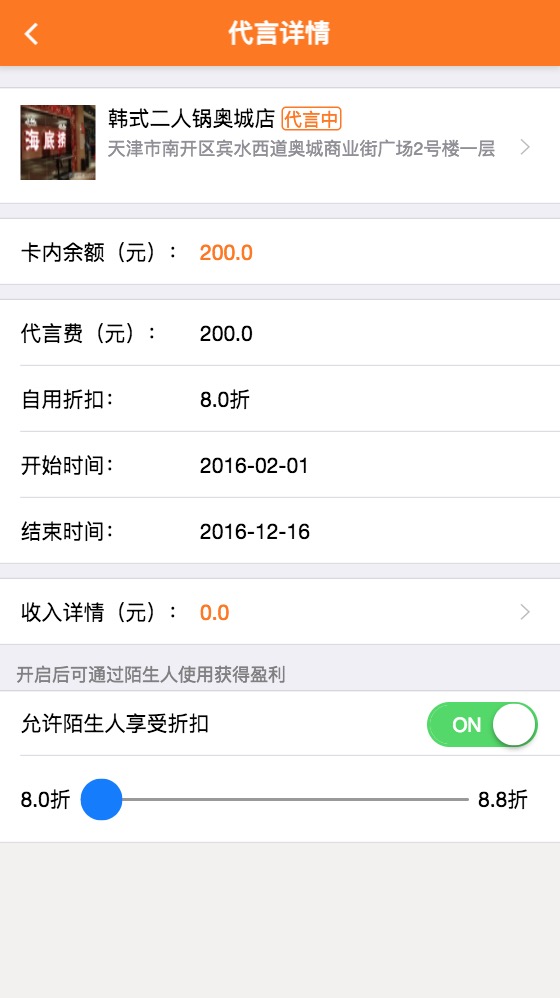 代言详情
海底捞
韩式二人锅奥城店 代言中
天津市南开区宾水西道奥城商业街广场2号楼一层
卡内余额（元）： 200.0
代言费（元）： 200.0
自用折扣： 8.0折
开始时间： 2016-02-01
结束时间： 2016-12-16
收入详情（元）： 0.0
开启后可通过陌生人使用获得盈利
允许陌生人享受折扣 ON
8.0折 8.8折